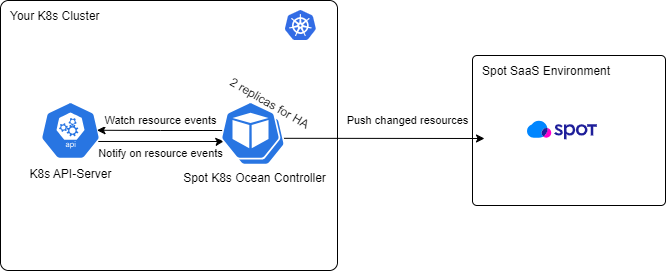 Your K8s Cluster
2 replicas for HA
Watch resource events
api
Notify on resource events
K8s API-Server
Spot K8s Ocean Controller
Push changed resources
Spot SaaS Environment
spot